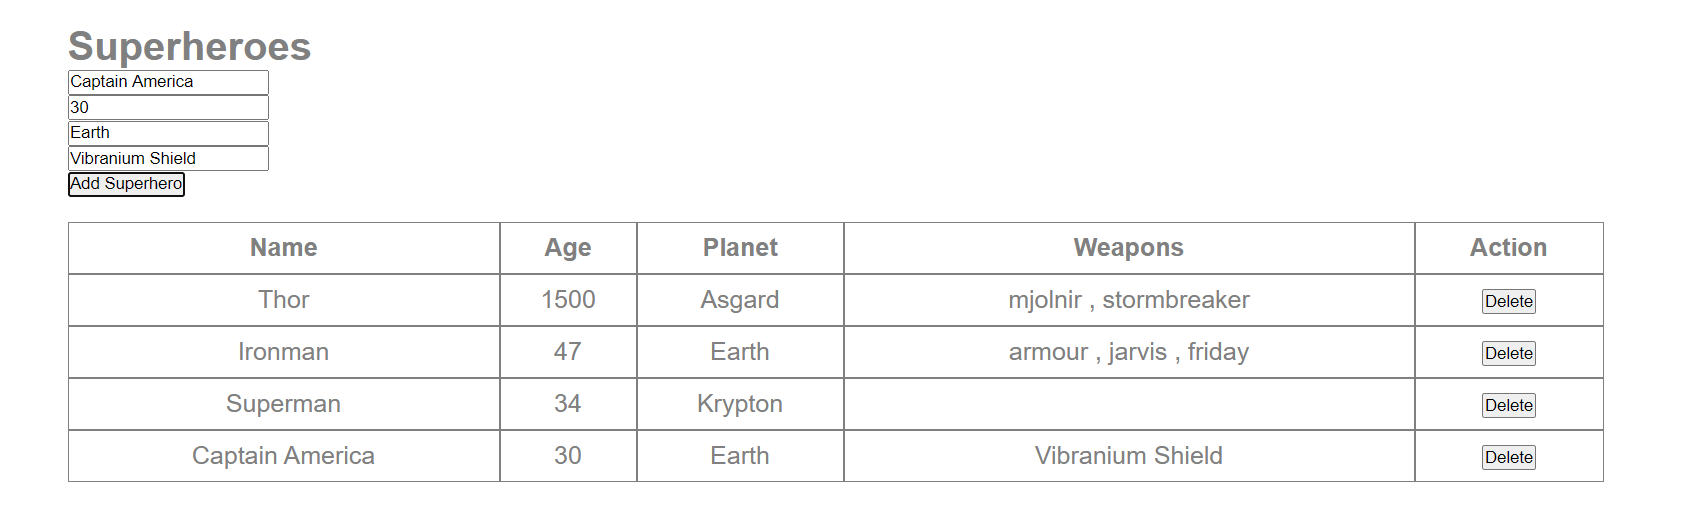 Superheroes
Captain America
30
Earth
Vibranium Shield
Add Superhero
Name Age Planet Weapons Action
Thor 1500 Asgard mjolnir , stormbreaker Delete
Ironman 47 Earth armour , jarvis , friday Delete
Superman 34 Krypton Delete
Captain America 30 Earth Vibranium Shield Delete